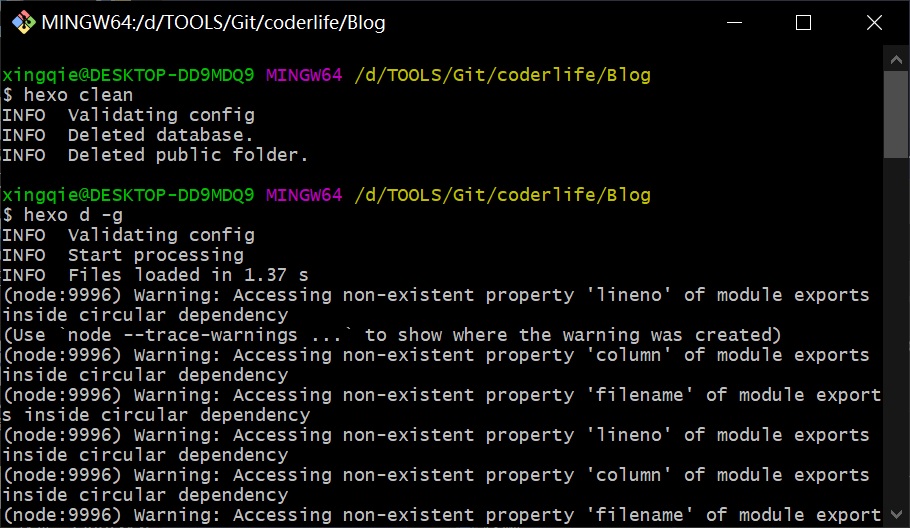 MINGW64:/d/TOOLS/Git/coderlife/Blog
xingqie@DESKTOP-DD9MDQ9 MINGW64 /d/TOOLS/Git/coderlife/Blog
$ hexo clean
INFO  Validating config
INFO  Deleted database.
INFO  Deleted public folder.
xingqie@DESKTOP-DD9MDQ9 MINGW64 /d/TOOLS/Git/coderlife/Blog
$ hexo d -g
INFO  Validating config
INFO  Start processing
INFO  Files loaded in 1.37 s
(node:9996) Warning: Accessing non-existent property 'lineno' of module exports
inside circular dependency
(Use `node --trace-warnings ...` to show where the warning was created)
(node:9996) Warning: Accessing non-existent property 'column' of module exports
inside circular dependency
(node:9996) Warning: Accessing non-existent property 'filename' of module export
s inside circular dependency
(node:9996) Warning: Accessing non-existent property 'lineno' of module exports
inside circular dependency
(node:9996) Warning: Accessing non-existent property 'column' of module exports
inside circular dependency
(node:9996) Warning: Accessing non-existent property 'filename' of module export